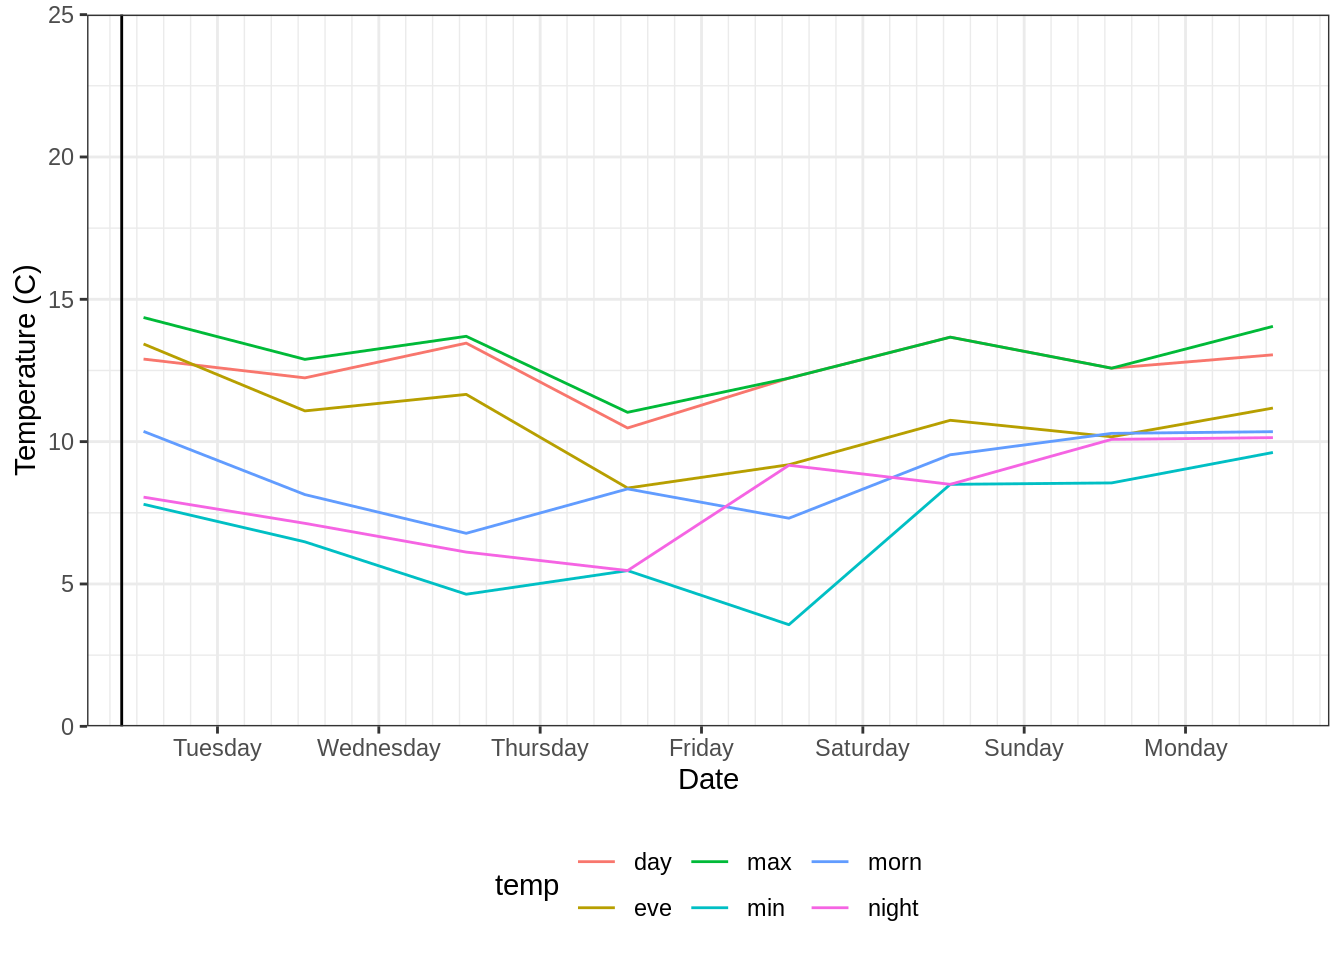 25
20
15
10
5
0
Temperature (C)
Tuesday Wednesday Thursday Friday Saturday Sunday Monday
Date
temp
day max morn
eve min night